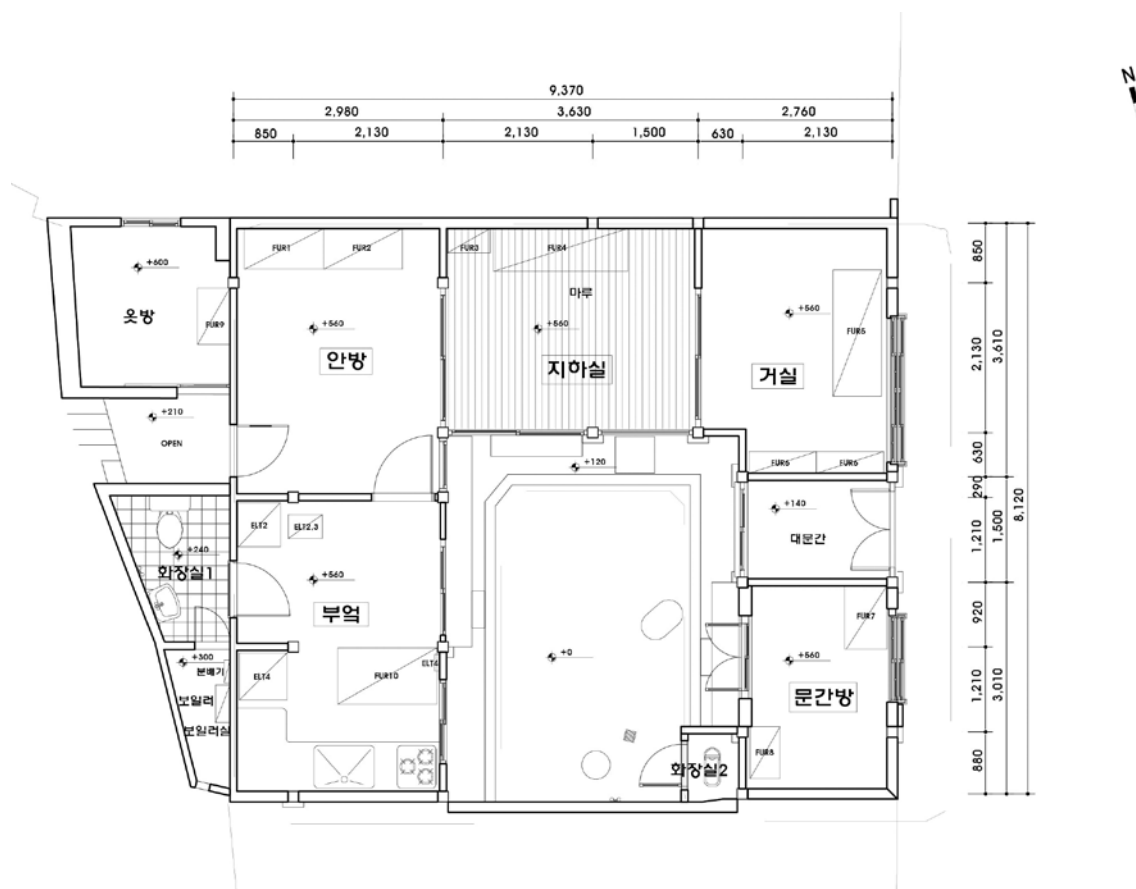 N
9,370
2,980 3,630 2,760
850 2,130 2,130 1,500 630 2,130
850
2,130
3,610
630
290
1,210
1,500
8,120
920
1,210
3,010
880
FUR1 FUR2 FUR3 FUR4
+600
옷방
FUR9
+560
안방
마루
+560
지하실
+560
FUR5
거실
+210
OPEN
+120
FUR6 FUR6
ELT2 ELT2.3
+140
대문간
+240
화장실1
+560
부엌
FUR7
+300
분배기
보일러
보일러실
ELT4
FUR10
ELT4
+0
+560
문간방
FUR8
화장실2